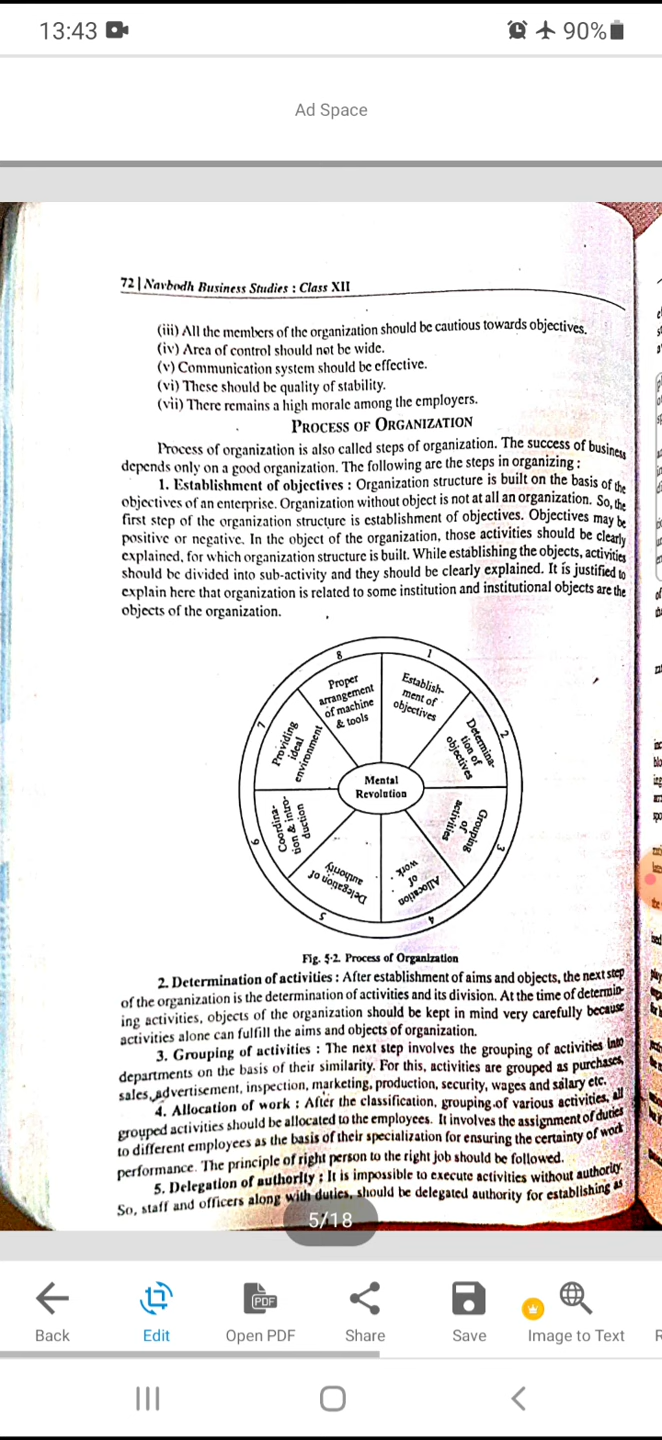 13:43
90%
Ad Space
72 | Navbodh Business Studies : Class XII
(iii) All the members of the organization should be cautious towards objectives.
(iv) Area of control should not be wide.
(v) Communication system should be effective.
(vi) These should be quality of stability.
(vii) There remains a high morale among the employers.
PROCESS OF ORGANIZATION
Process of organization is also called steps of organization. The success of business
depends only on a good organization. The following are the steps in organizing :
1. Establishment of objectives : Organization structure is built on the basis of the
objectives of an enterprise. Organization without object is not at all an organization. So, the
first step of the organization structure is establishment of objectives. Objectives may be
positive or negative. In the object of the organization, those activities should be clearly
explained, for which organization structure is built. While establishing the objects, activities
should be divided into sub-activity and they should be clearly explained. It is justified to
explain here that organization is related to some institution and institutional objects are the
objects of the organization.
1
Establish-
ment of
objectives
2
Determina-
tion of
objectives
3
Grouping
of
activities
4
Allocation
of
work
5
Delegation of
authority
6
Coordina-
tion & intro-
duction
7
Providing
ideal
environment
8
Proper
arrangement
of machine
& tools
Mental
Revolution
Fig. 5·2. Process of Organization
2. Determination of activities : After establishment of aims and objects, the next step
of the organization is the determination of activities and its division. At the time of determin-
ing activities, objects of the organization should be kept in mind very carefully because
activities alone can fulfill the aims and objects of organization.
3. Grouping of activities : The next step involves the grouping of activities into
departments on the basis of their similarity. For this, activities are grouped as purchases,
sales, advertisement, inspection, marketing, production, security, wages and salary etc.
4. Allocation of work : After the classification, grouping of various activities, all
grouped activities should be allocated to the employees. It involves the assignment of duties
to different employees as the basis of their specialization for ensuring the certainty of work
performance. The principle of right person to the right job should be followed.
5. Delegation of authority : It is impossible to execute activities without authority.
So, staff and officers along with duties, should be delegated authority for establishing as
5/18
Back
Edit
PDF
Open PDF
Share
Save
Image to Text